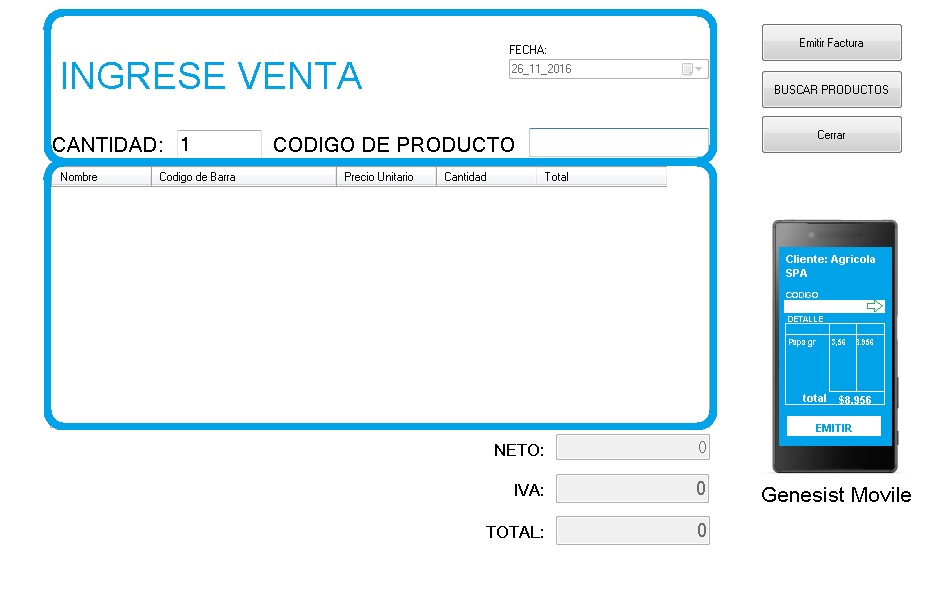 FECHA:
26_11_2016
INGRESE VENTA
CANTIDAD: 1 CODIGO DE PRODUCTO
Nombre Codigo de Barra Precio Unitario Cantidad Total
NETO: 0
IVA: 0
TOTAL: 0
Emitir Factura
BUSCAR PRODUCTOS
Cerrar
Cliente: Agricola
SPA
CODIGO
DETALLE
Papa gr 3,56
total $8.956
EMITIR
Genesist Movile